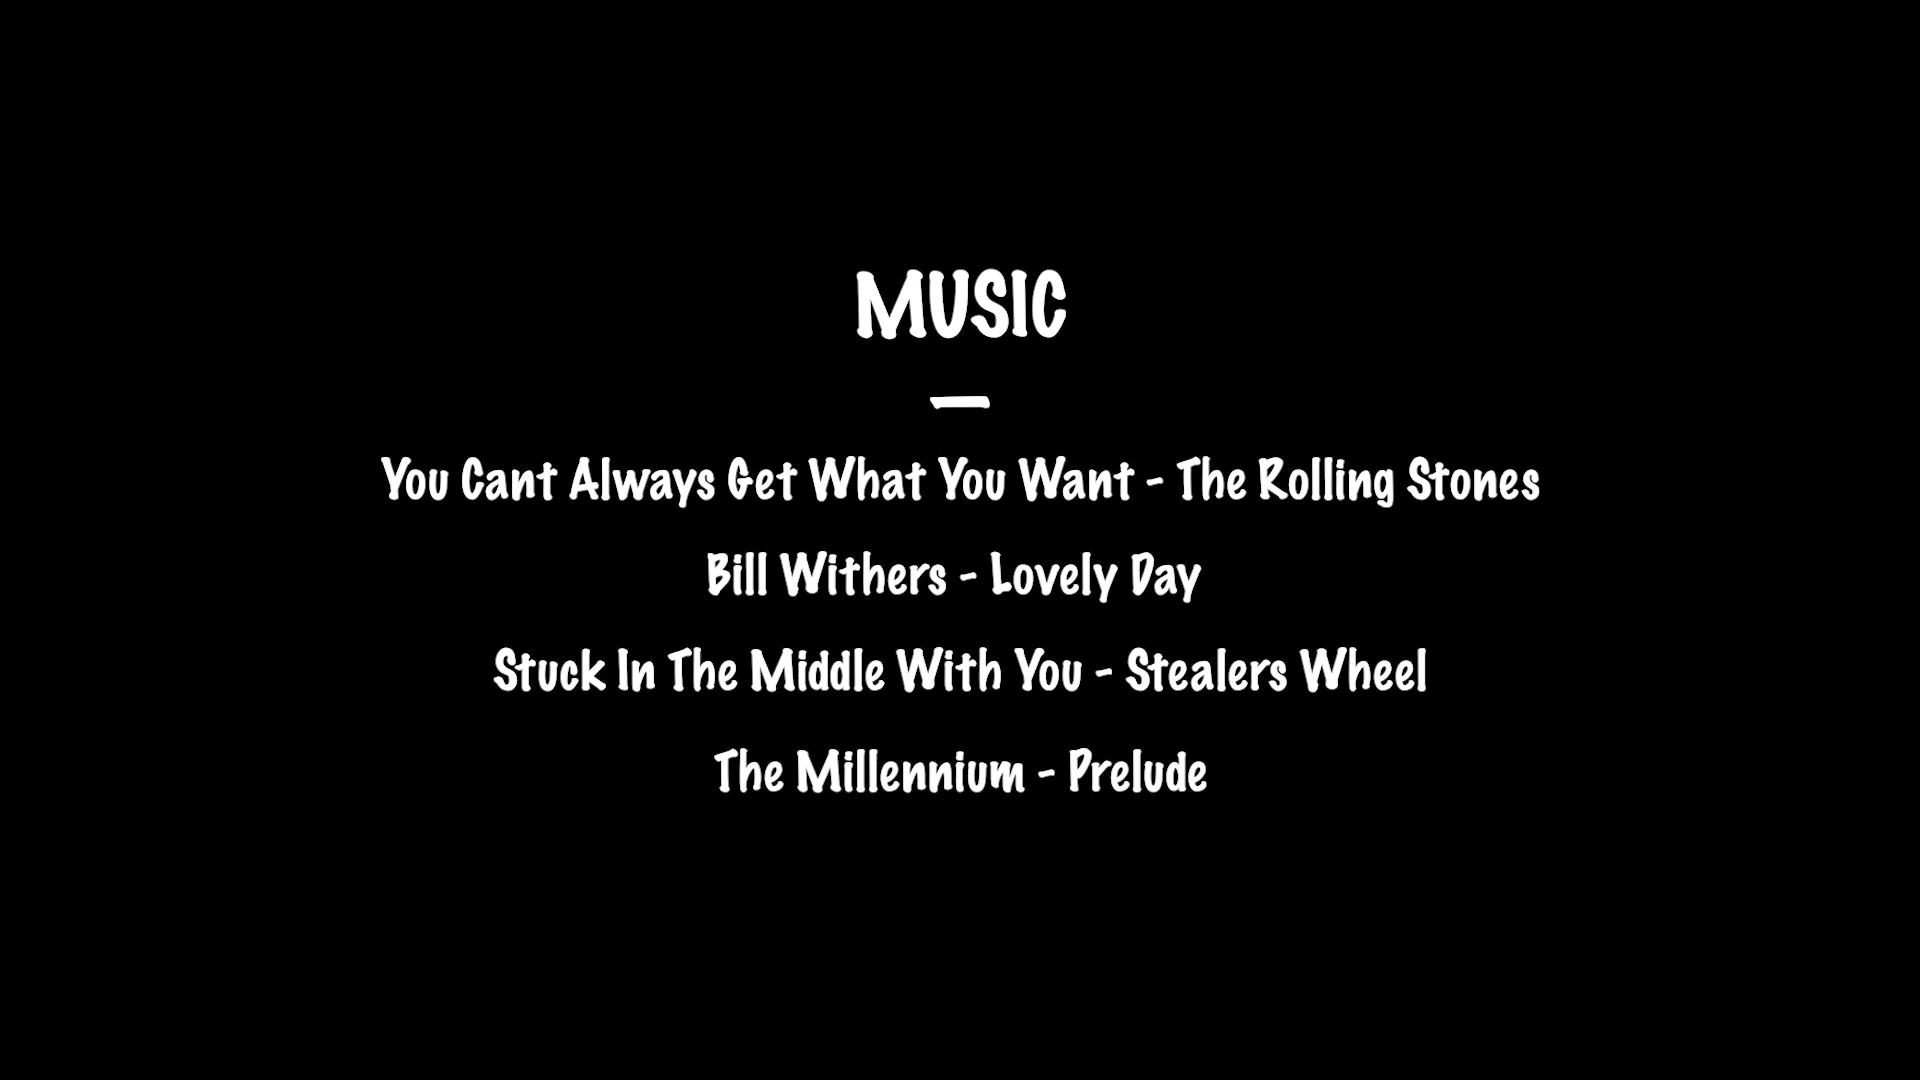 MUSIC
—
You Cant Always Get What You Want - The Rolling Stones
Bill Withers - Lovely Day
Stuck In The Middle With You - Stealers Wheel
The Millennium - Prelude